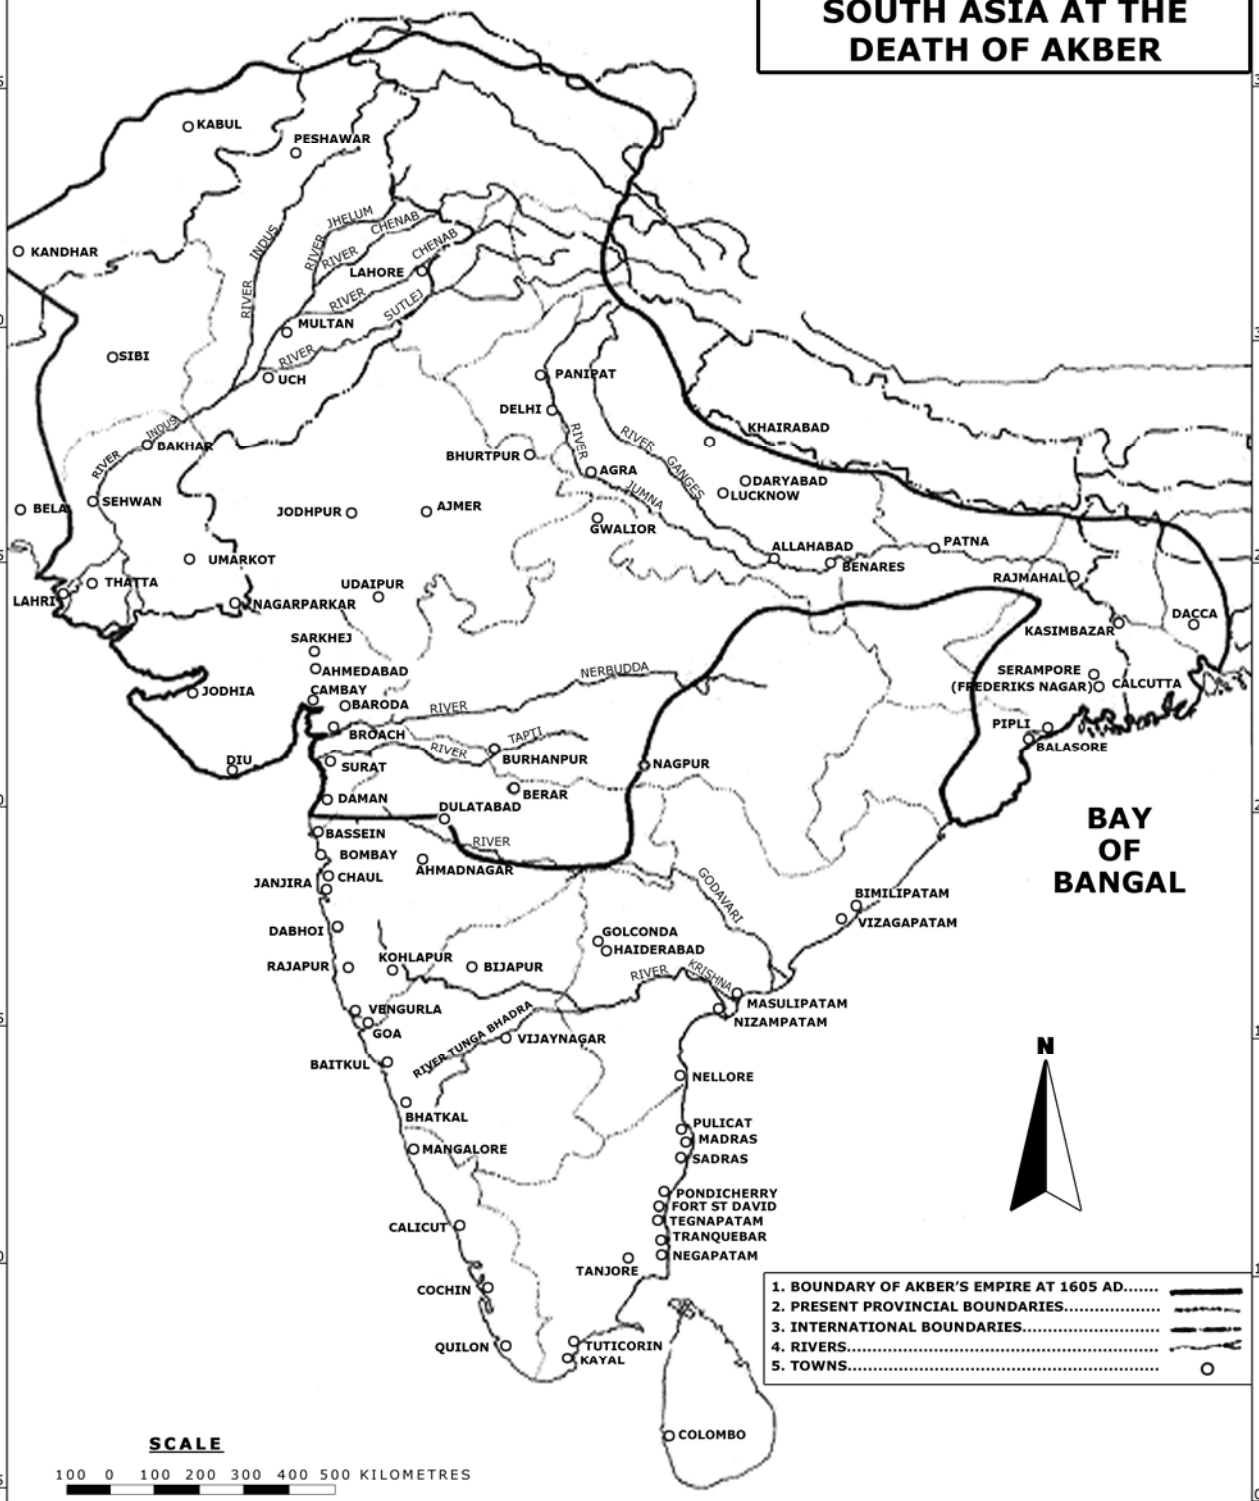 SOUTH ASIA AT THE
DEATH OF AKBER
KABUL
PESHAWAR
KANDHAR
INDUS
RIVER
JHELUM
RIVER
CHENAB
RIVER
CHENAB
RIVER
LAHORE
SUTLEJ
RIVER
MULTAN
SIBI
UCH
PANIPAT
DELHI
RIVER
JUMNA
RIVER
GANGES
KHAIRABAD
INDUS
RIVER
BAKHAR
BHURTPUR
AGRA
DARYABAD
LUCKNOW
BELA
SEHWAN
JODHPUR
AJMER
GWALIOR
ALLAHABAD
PATNA
BENARES
UMARKOT
RAJMAHAL
THATTA
LAHRI
UDAIPUR
NAGARPARKAR
DACCA
KASIMBAZAR
SARKHEJ
AHMEDABAD
NERBUDDA
RIVER
SERAMPORE
(FREDERIKS NAGAR)
CALCUTTA
JODHIA
CAMBAY
BARODA
BROACH
TAPTI
RIVER
PIPLI
BALASORE
DIU
SURAT
BURHANPUR
NAGPUR
DAMAN
BERAR
DULATABAD
BAY
OF
BANGAL
BASSEIN
RIVER
GODAVARI
BOMBAY
AHMADNAGAR
JANJIRA
CHAUL
BIMILIPATAM
VIZAGAPATAM
DABHOI
GOLCONDA
HAIDERABAD
RAJAPUR
KOHLAPUR
BIJAPUR
RIVER
KRISHNA
MASULIPATAM
NIZAMPATAM
VENGURLA
GOA
RIVER TUNGA BHADRA
VIJAYNAGAR
BAITKUL
N
NELLORE
BHATKAL
PULICAT
MADRAS
SADRAS
MANGALORE
PONDICHERRY
FORT ST DAVID
TEGNAPATAM
TRANQUEBAR
NEGAPATAM
CALICUT
TANJORE
COCHIN
QUILON
TUTICORIN
KAYAL
COLOMBO
1. BOUNDARY OF AKBER'S EMPIRE AT 1605 AD.......
2. PRESENT PROVINCIAL BOUNDARIES...................
3. INTERNATIONAL BOUNDARIES...........................
4. RIVERS.............................................................
5. TOWNS.............................................................
SCALE
100 0 100 200 300 400 500 KILOMETRES